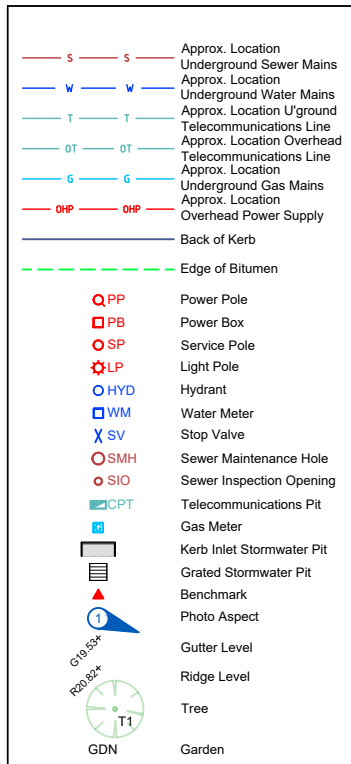 S S Approx. Location
Underground Sewer Mains
W W Approx. Location
Underground Water Mains
T T Approx. Location U'ground
Telecommunications Line
OT OT Approx. Location Overhead
Telecommunications Line
G G Approx. Location
Underground Gas Mains
OHP OHP Approx. Location
Overhead Power Supply
Back of Kerb
Edge of Bitumen
PP Power Pole
PB Power Box
SP Service Pole
LP Light Pole
HYD Hydrant
WM Water Meter
SV Stop Valve
SMH Sewer Maintenance Hole
SIO Sewer Inspection Opening
CPT Telecommunications Pit
G Gas Meter
Kerb Inlet Stormwater Pit
Grated Stormwater Pit
Benchmark
1 Photo Aspect
G19.53+ Gutter Level
R20.82+ Ridge Level
T1 Tree
GDN Garden